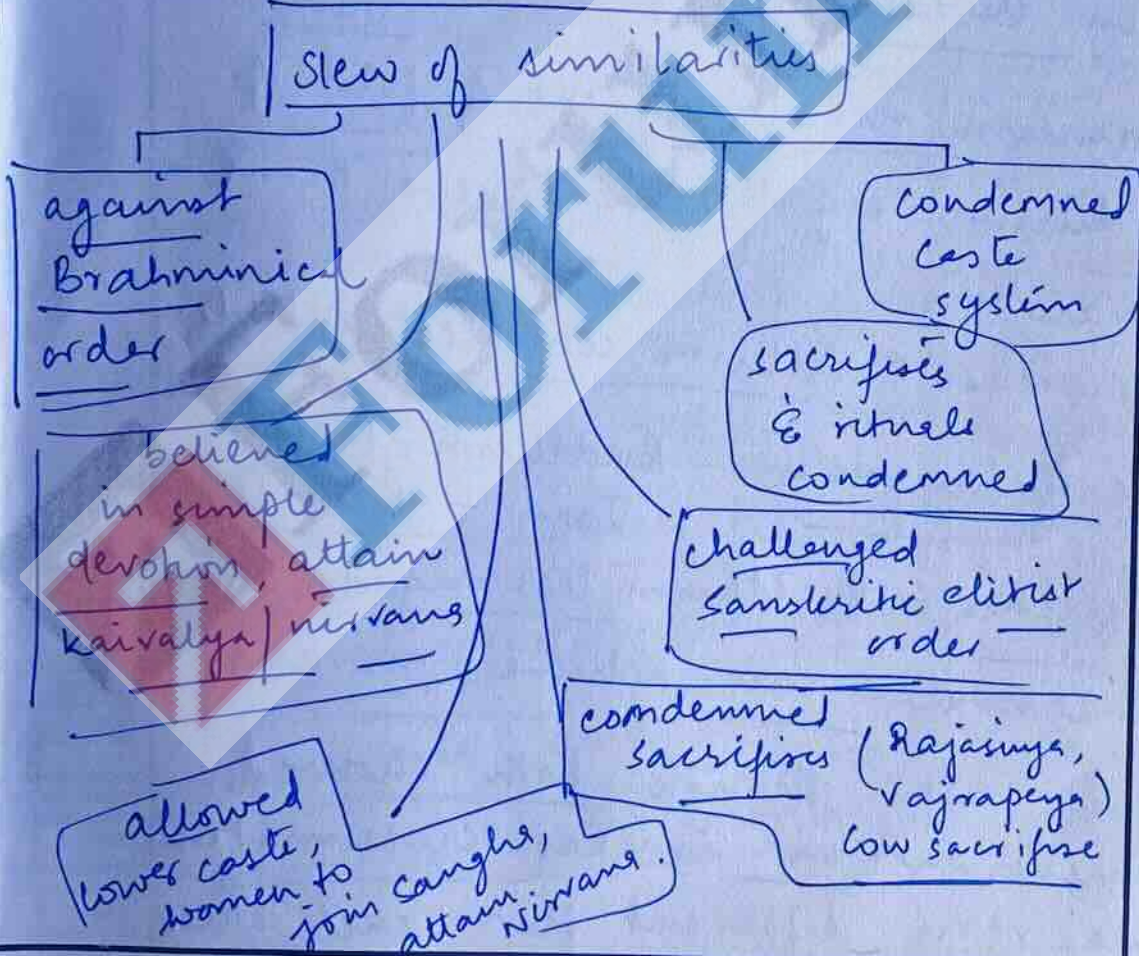 slew of similarities
against
Brahminical
order
condemned
caste
system
sacrifises
& rituals
condemned
believed
in simple
devotion, attain
kaivalya / nirvana
challenged
sanskritic elitist
order
condemned
sacrifises (Rajasuya,
Vajrapeya)
cow sacrifise
allowed
lower caste,
women to
join sangha,
attain
Nirvana.
Forum